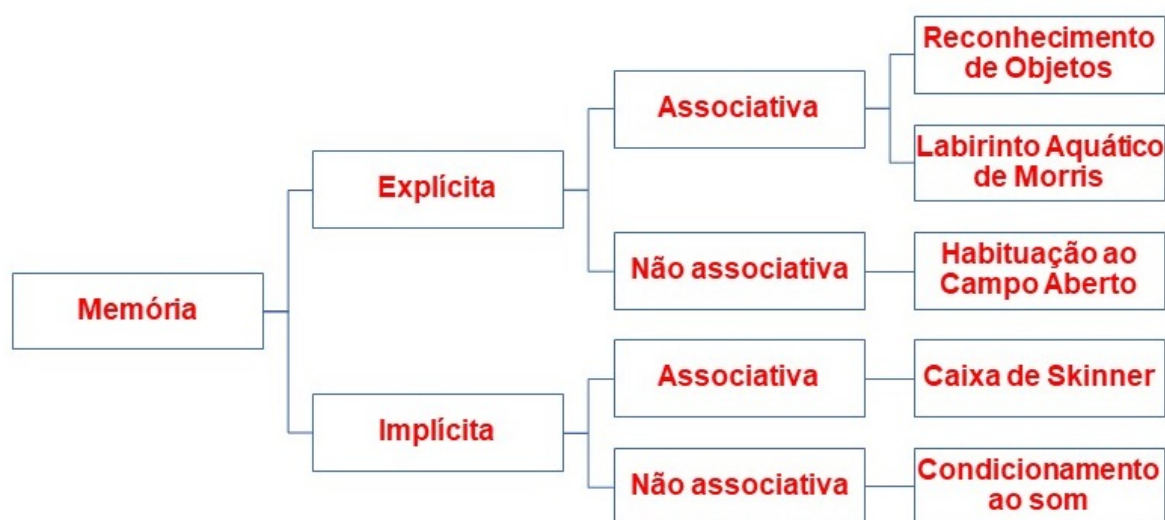 Reconhecimento
de Objetos
Associativa
Labirinto Aquático
de Morris
Explícita
Não associativa
Habituação ao
Campo Aberto
Memória
Associativa
Caixa de Skinner
Implícita
Não associativa
Condicionamento
ao som